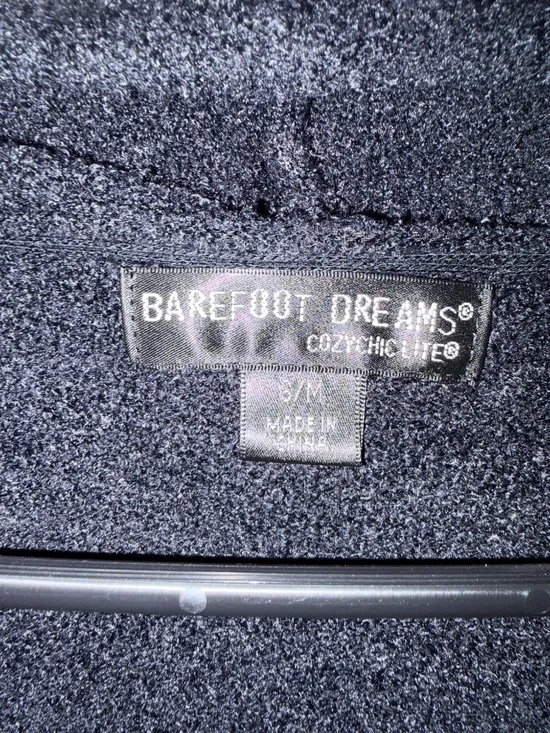 BAREFOOT DREAMS®
COZYCHIC LITE®
S/M
MADE IN
CHINA